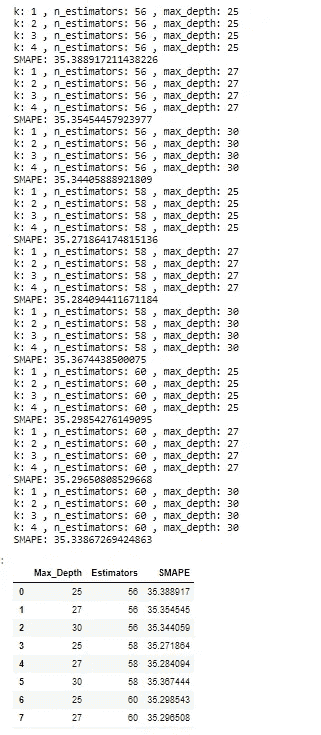 k: 1 , n_estimators: 56 , max_depth: 25
k: 2 , n_estimators: 56 , max_depth: 25
k: 3 , n_estimators: 56 , max_depth: 25
k: 4 , n_estimators: 56 , max_depth: 25
SMAPE: 35.388917211438226
k: 1 , n_estimators: 56 , max_depth: 27
k: 2 , n_estimators: 56 , max_depth: 27
k: 3 , n_estimators: 56 , max_depth: 27
k: 4 , n_estimators: 56 , max_depth: 27
SMAPE: 35.35454457923977
k: 1 , n_estimators: 56 , max_depth: 30
k: 2 , n_estimators: 56 , max_depth: 30
k: 3 , n_estimators: 56 , max_depth: 30
k: 4 , n_estimators: 56 , max_depth: 30
SMAPE: 35.34405888921809
k: 1 , n_estimators: 58 , max_depth: 25
k: 2 , n_estimators: 58 , max_depth: 25
k: 3 , n_estimators: 58 , max_depth: 25
k: 4 , n_estimators: 58 , max_depth: 25
SMAPE: 35.271864174815136
k: 1 , n_estimators: 58 , max_depth: 27
k: 2 , n_estimators: 58 , max_depth: 27
k: 3 , n_estimators: 58 , max_depth: 27
k: 4 , n_estimators: 58 , max_depth: 27
SMAPE: 35.284094411671184
k: 1 , n_estimators: 58 , max_depth: 30
k: 2 , n_estimators: 58 , max_depth: 30
k: 3 , n_estimators: 58 , max_depth: 30
k: 4 , n_estimators: 58 , max_depth: 30
SMAPE: 35.3674438500075
k: 1 , n_estimators: 60 , max_depth: 25
k: 2 , n_estimators: 60 , max_depth: 25
k: 3 , n_estimators: 60 , max_depth: 25
k: 4 , n_estimators: 60 , max_depth: 25
SMAPE: 35.29854276149095
k: 1 , n_estimators: 60 , max_depth: 27
k: 2 , n_estimators: 60 , max_depth: 27
k: 3 , n_estimators: 60 , max_depth: 27
k: 4 , n_estimators: 60 , max_depth: 27
SMAPE: 35.29650808529668
k: 1 , n_estimators: 60 , max_depth: 30
k: 2 , n_estimators: 60 , max_depth: 30
k: 3 , n_estimators: 60 , max_depth: 30
k: 4 , n_estimators: 60 , max_depth: 30
SMAPE: 35.33867269424863
:
Max_Depth Estimators SMAPE
0 25 56 35.388917
1 27 56 35.354545
2 30 56 35.344059
3 25 58 35.271864
4 27 58 35.284094
5 30 58 35.367444
6 25 60 35.298543
7 27 60 35.296508